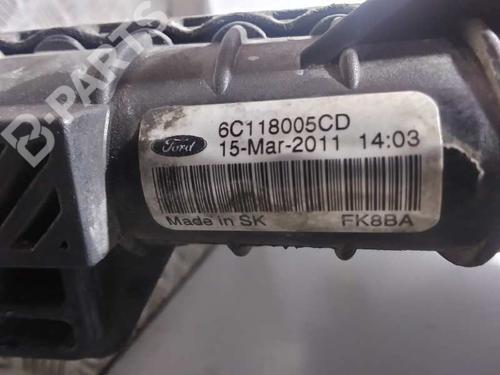 B-PARTS
6C118005CD
Ford
15-Mar-2011 14:03
Made in SK FK8BA